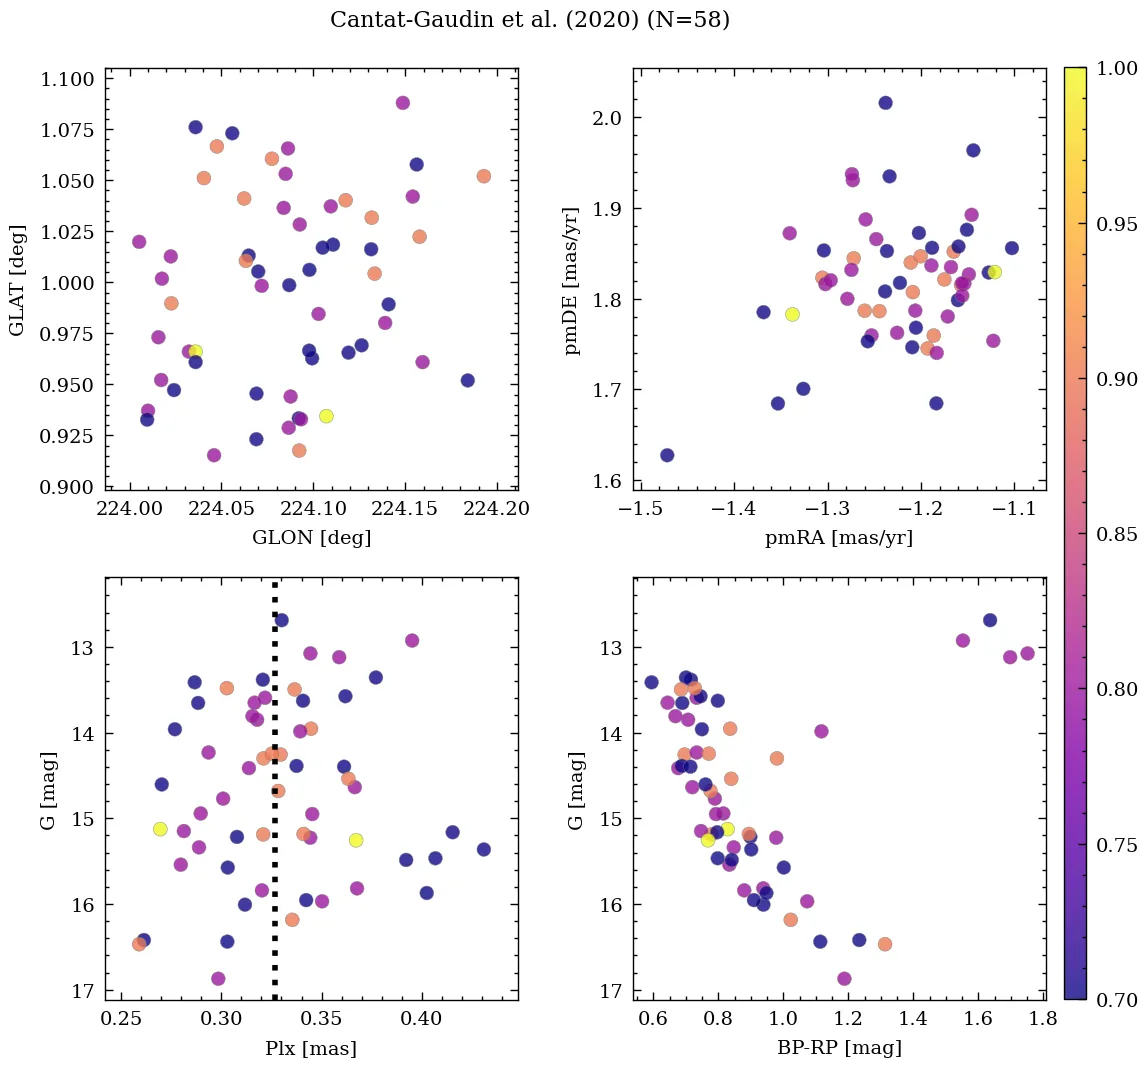 Cantat-Gaudin et al. (2020) (N=58)
1.100
1.075
1.050
1.025
1.000
0.975
0.950
0.925
0.900
GLAT [deg]
224.00 224.05 224.10 224.15 224.20
GLON [deg]
2.0
1.9
1.8
1.7
1.6
pmDE [mas/yr]
−1.5 −1.4 −1.3 −1.2 −1.1
pmRA [mas/yr]
13
14
15
16
17
G [mag]
0.25 0.30 0.35 0.40
Plx [mas]
13
14
15
16
17
G [mag]
0.6 0.8 1.0 1.2 1.4 1.6 1.8
BP-RP [mag]
1.00
0.95
0.90
0.85
0.80
0.75
0.70